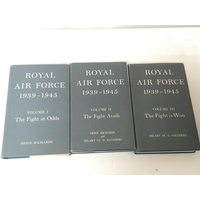 ROYAL
AIR FORCE
1939-1945
VOLUME I
The Fight at Odds
DENIS RICHARDS
ROYAL
AIR FORCE
1939-1945
VOLUME II
The Fight Avails
DENIS RICHARDS
AND
HILARY ST. G. SAUNDERS
ROYAL
AIR FORCE
1939-1945
VOLUME III
The Fight is Won
HILARY ST. G. SAUNDERS